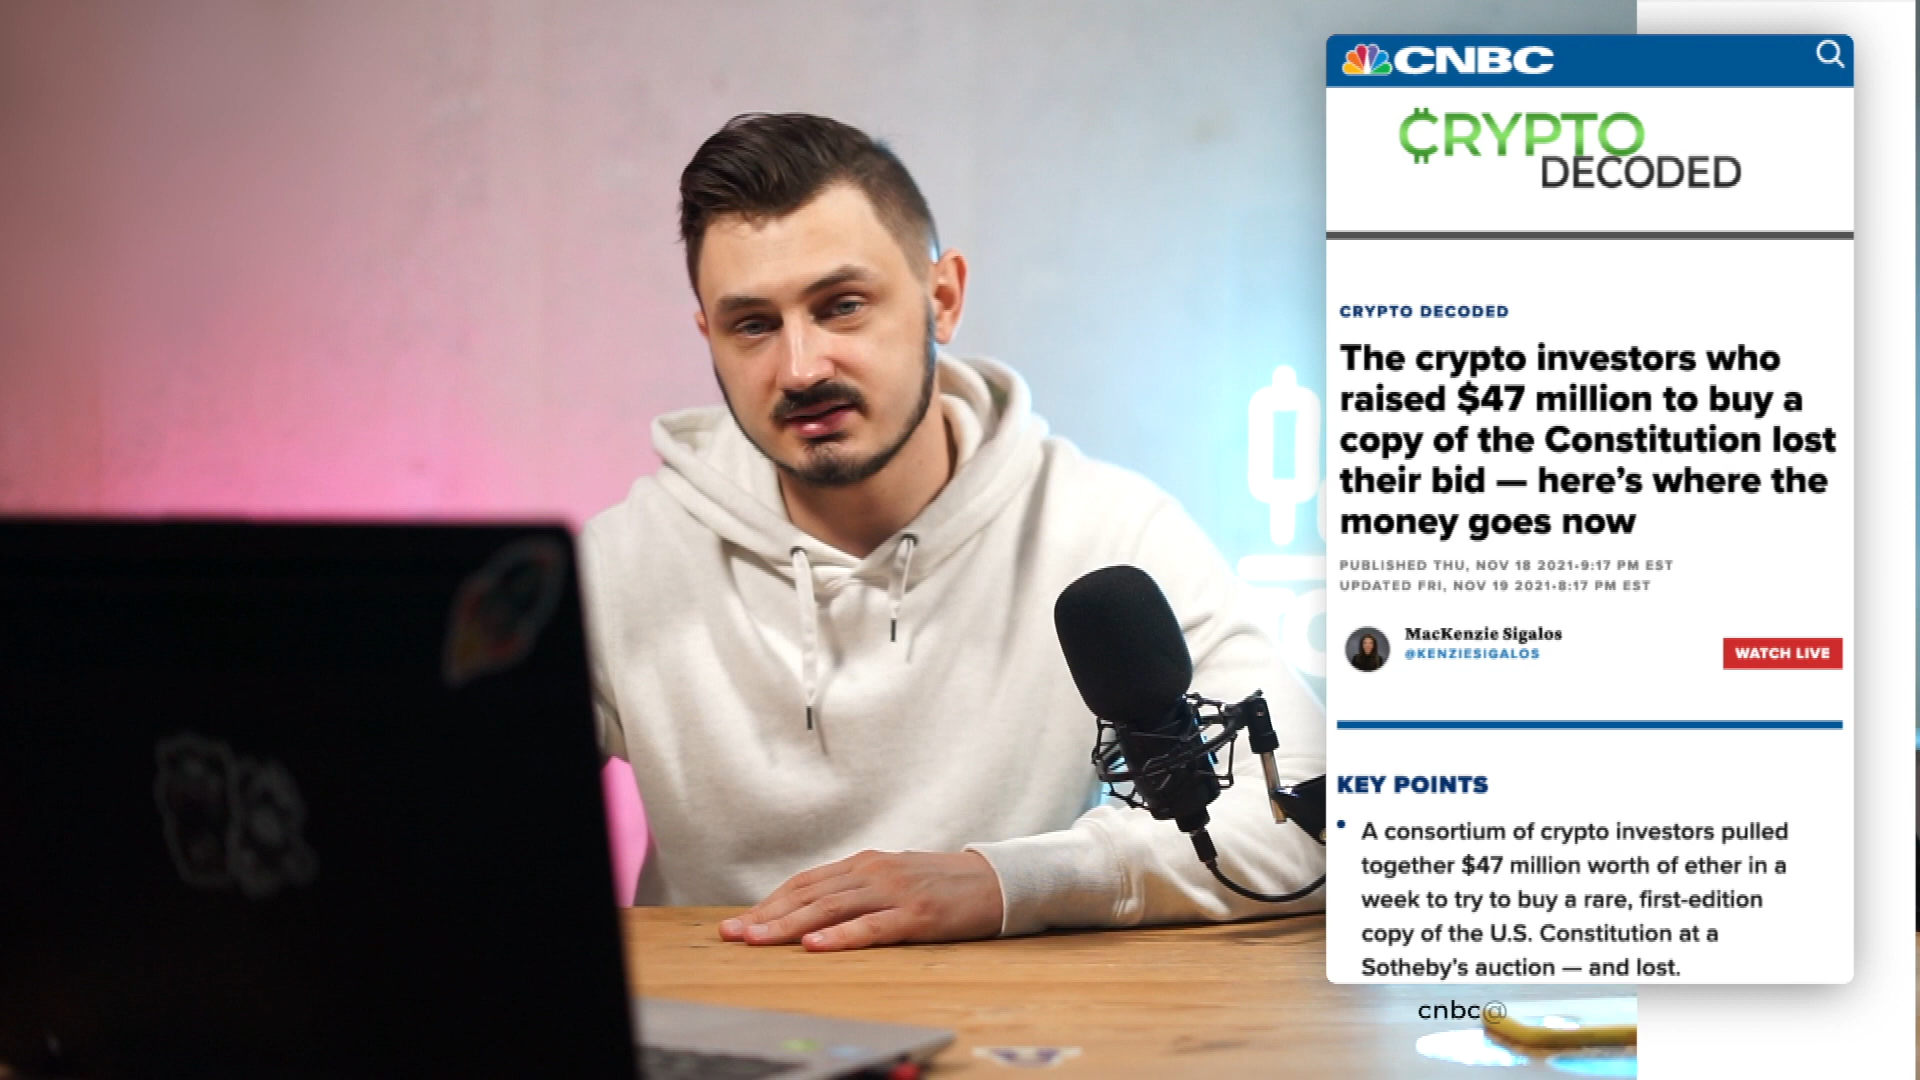 CNBC
₿RYPTO
DECODED
CRYPTO DECODED
The crypto investors who
raised $47 million to buy a
copy of the Constitution lost
their bid — here's where the
money goes now
PUBLISHED THU, NOV 18 2021•9:17 PM EST
UPDATED FRI, NOV 19 2021•8:17 PM EST
MacKenzie Sigalos
@KENZIESIGALOS
WATCH LIVE
KEY POINTS
• A consortium of crypto investors pulled
together $47 million worth of ether in a
week to try to buy a rare, first-edition
copy of the U.S. Constitution at a
Sotheby's auction — and lost.
cnbc@